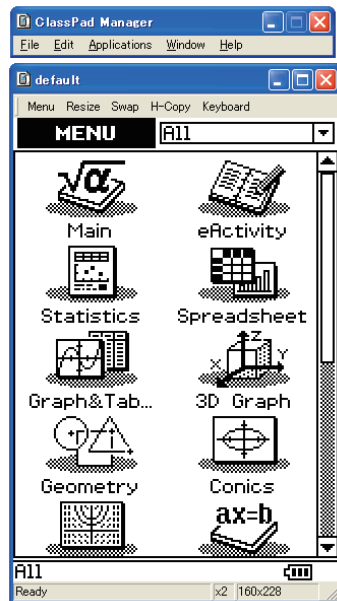 ClassPad Manager
File Edit Applications Window Help
default
Menu Resize Swap H-Copy Keyboard
MENU All
√α
Main eActivity
Statistics Spreadsheet
Z
X Y
Graph&Tab... 3D Graph
r
Geometry Conics
ax=b
All
Ready x2 160x228